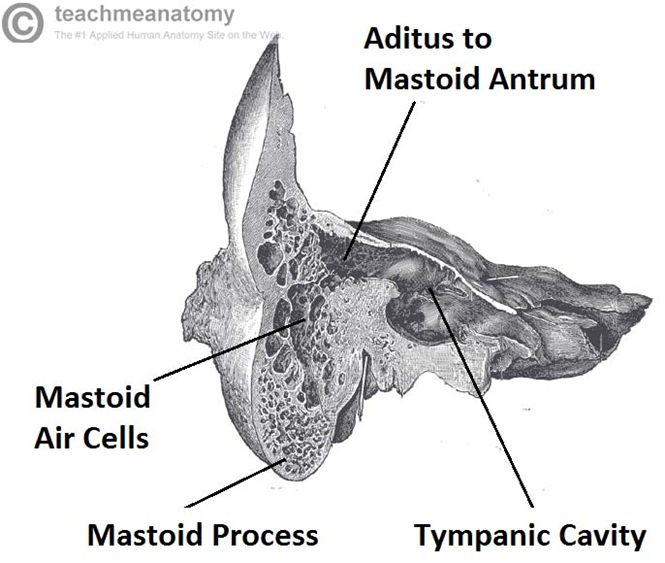 © teachmeanatomy
The #1 Applied Human Anatomy Site on the Web.
Aditus to
Mastoid Antrum
Mastoid
Air Cells
Mastoid Process
Tympanic Cavity